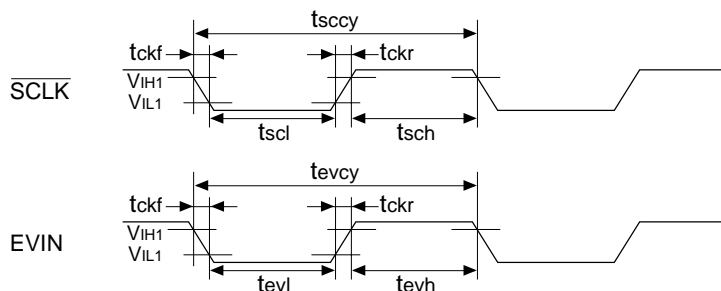 tsccy
tckf
tckr
SCLK
VIH1
VIL1
tscl
tsch
tevcy
tckf
tckr
EVIN
VIH1
VIL1
tevl
tevh